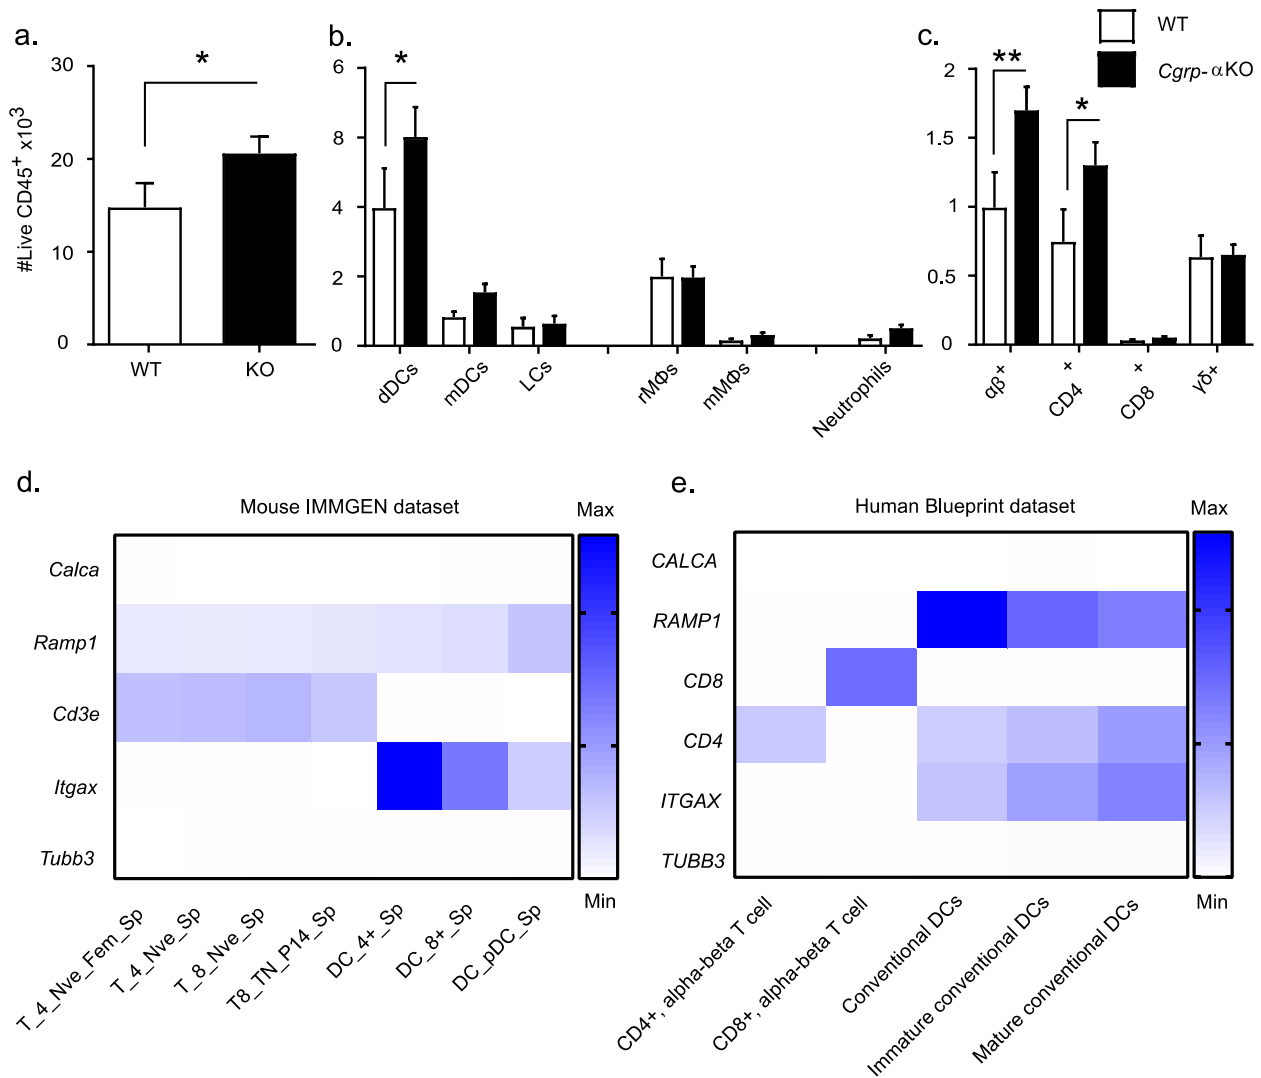 a.
b.
c.
WT
Cgrp-αKO
#Live CD45+ x10³
30
20
10
0
*
WT
KO
6
8
4
2
0
*
dDCs
mDCs
LCs
rMΦs
mMΦs
Neutrophils
2
1.5
1
0.5
0
**
*
αβ+
CD4+
CD8+
γδ+
d.
Mouse IMMGEN dataset
Max
Calca
Ramp1
Cd3e
Itgax
Tubb3
Min
T_4_Nve_Fem_Sp
T_4_Nve_Sp
T_8_Nve_Sp
T8_TN_P14_Sp
DC_4+_Sp
DC_8+_Sp
DC_pDC_Sp
e.
Human Blueprint dataset
Max
CALCA
RAMP1
CD8
CD4
ITGAX
TUBB3
Min
CD4+, alpha-beta T cell
CD8+, alpha-beta T cell
Conventional DCs
Immature conventional DCs
Mature conventional DCs